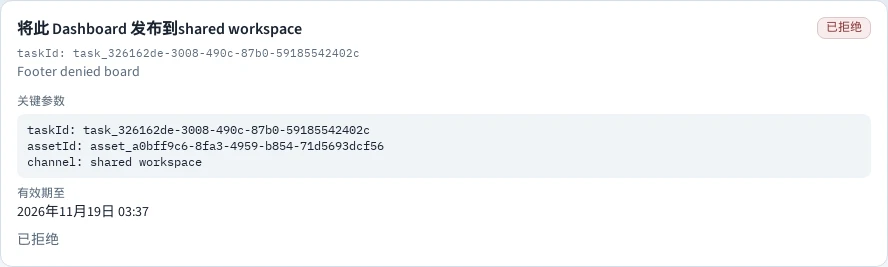 将此 Dashboard 发布到shared workspace
已拒绝
taskId: task_326162de-3008-490c-87b0-59185542402c
Footer denied board
关键参数
taskId: task_326162de-3008-490c-87b0-59185542402c
assetId: asset_a0bff9c6-8fa3-4959-b854-71d5693dcf56
channel: shared workspace
有效期至
2026年11月19日 03:37
已拒绝